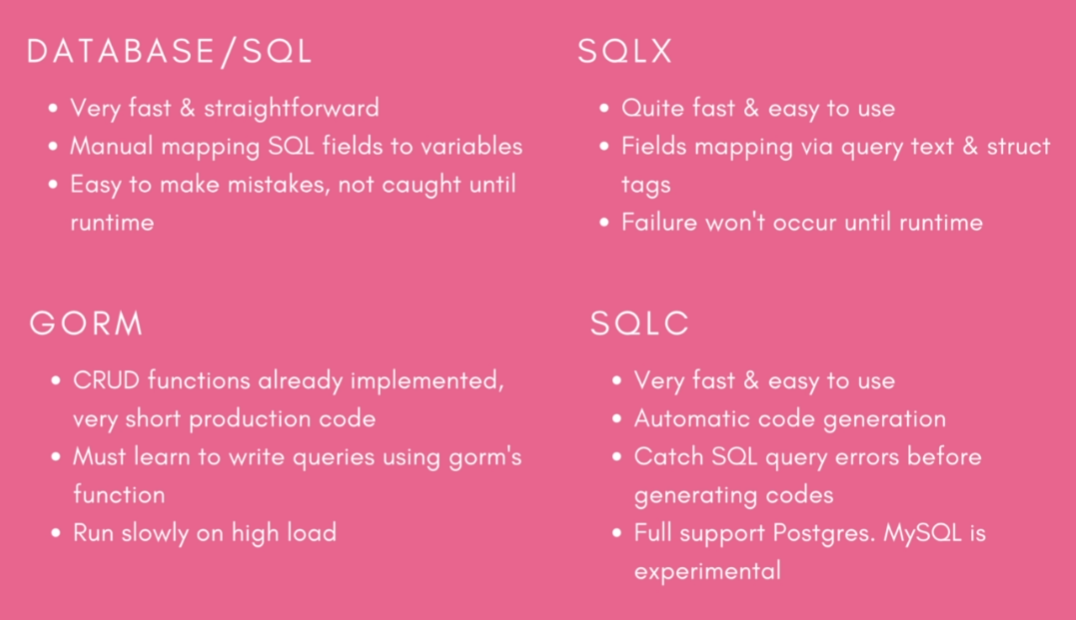 DATABASE/SQL
• Very fast & straightforward
• Manual mapping SQL fields to variables
• Easy to make mistakes, not caught until
runtime
SQLX
• Quite fast & easy to use
• Fields mapping via query text & struct
tags
• Failure won't occur until runtime
GORM
• CRUD functions already implemented,
very short production code
• Must learn to write queries using gorm's
function
• Run slowly on high load
SQLC
• Very fast & easy to use
• Automatic code generation
• Catch SQL query errors before
generating codes
• Full support Postgres. MySQL is
experimental